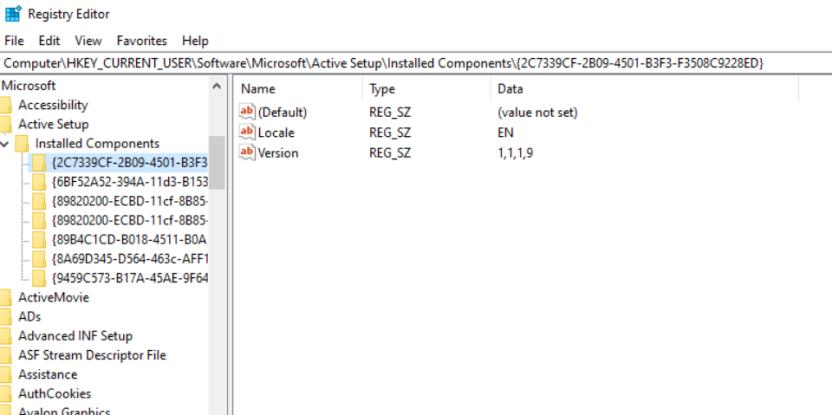 Registry Editor
File Edit View Favorites Help
Computer\HKEY_CURRENT_USER\Software\Microsoft\Active Setup\Installed Components\{2C7339CF-2B09-4501-B3F3-F3508C9228ED}
Microsoft
Accessibility
Active Setup
Installed Components
{2C7339CF-2B09-4501-B3F3
{6BF52A52-394A-11d3-B153
{89820200-ECBD-11cf-8B85-
{89820200-ECBD-11cf-8B85-
{89B4C1CD-B018-4511-B0A
{8A69D345-D564-463c-AFF1
{9459C573-B17A-45AE-9F64
ActiveMovie
ADs
Advanced INF Setup
ASF Stream Descriptor File
Assistance
AuthCookies
Avalon Graphics
Name Type Data
ab (Default) REG_SZ (value not set)
ab Locale REG_SZ EN
ab Version REG_SZ 1,1,1,9